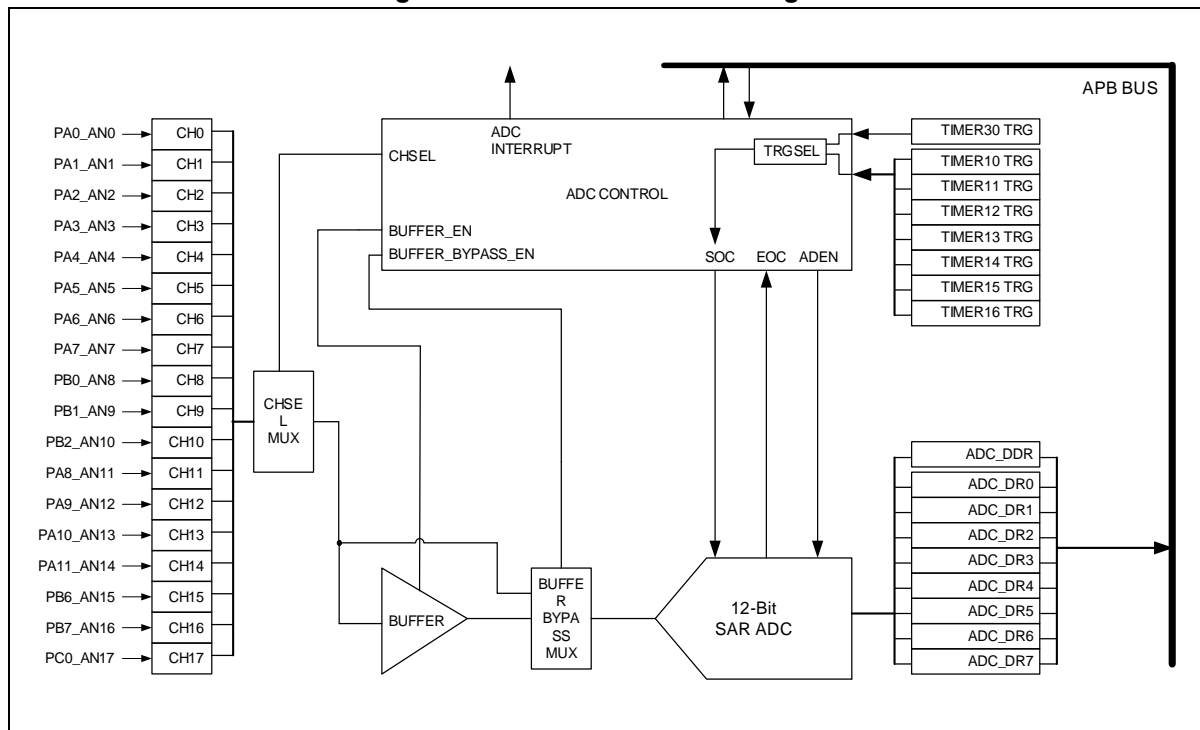 APB BUS
PA0_AN0 CH0
PA1_AN1 CH1
PA2_AN2 CH2
PA3_AN3 CH3
PA4_AN4 CH4
PA5_AN5 CH5
PA6_AN6 CH6
PA7_AN7 CH7
PB0_AN8 CH8
PB1_AN9 CH9
PB2_AN10 CH10
PA8_AN11 CH11
PA9_AN12 CH12
PA10_AN13 CH13
PA11_AN14 CH14
PB6_AN15 CH15
PB7_AN16 CH16
PC0_AN17 CH17
CHSE
L
MUX
ADC
INTERRUPT
CHSEL
TRGSEL
ADC CONTROL
BUFFER_EN
BUFFER_BYPASS_EN
SOC EOC ADEN
TIMER30 TRG
TIMER10 TRG
TIMER11 TRG
TIMER12 TRG
TIMER13 TRG
TIMER14 TRG
TIMER15 TRG
TIMER16 TRG
BUFFER
BUFFE
R
BYPA
SS
MUX
12-Bit
SAR ADC
ADC_DDR
ADC_DR0
ADC_DR1
ADC_DR2
ADC_DR3
ADC_DR4
ADC_DR5
ADC_DR6
ADC_DR7